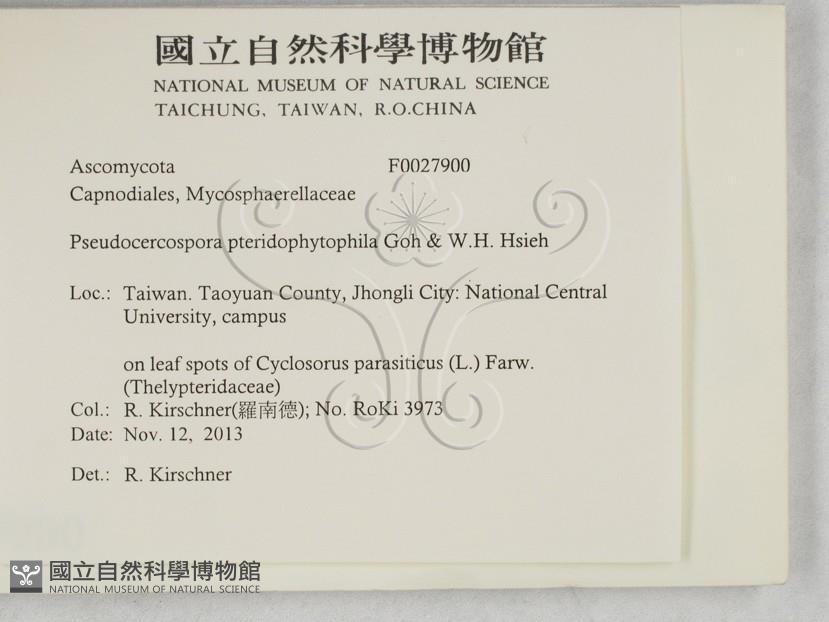 國立自然科學博物館
NATIONAL MUSEUM OF NATURAL SCIENCE
TAICHUNG, TAIWAN, R.O.CHINA
Ascomycota F0027900
Capnodiales, Mycosphaerellaceae
Pseudocercospora pteridophytophila Goh & W.H. Hsieh
Loc.: Taiwan. Taoyuan County, Jhongli City: National Central
University, campus
on leaf spots of Cyclosorus parasiticus (L.) Farw.
(Thelypteridaceae)
Col.: R. Kirschner(羅南德); No. RoKi 3973
Date: Nov. 12, 2013
Det.: R. Kirschner
國立自然科學博物館
NATIONAL MUSEUM OF NATURAL SCIENCE